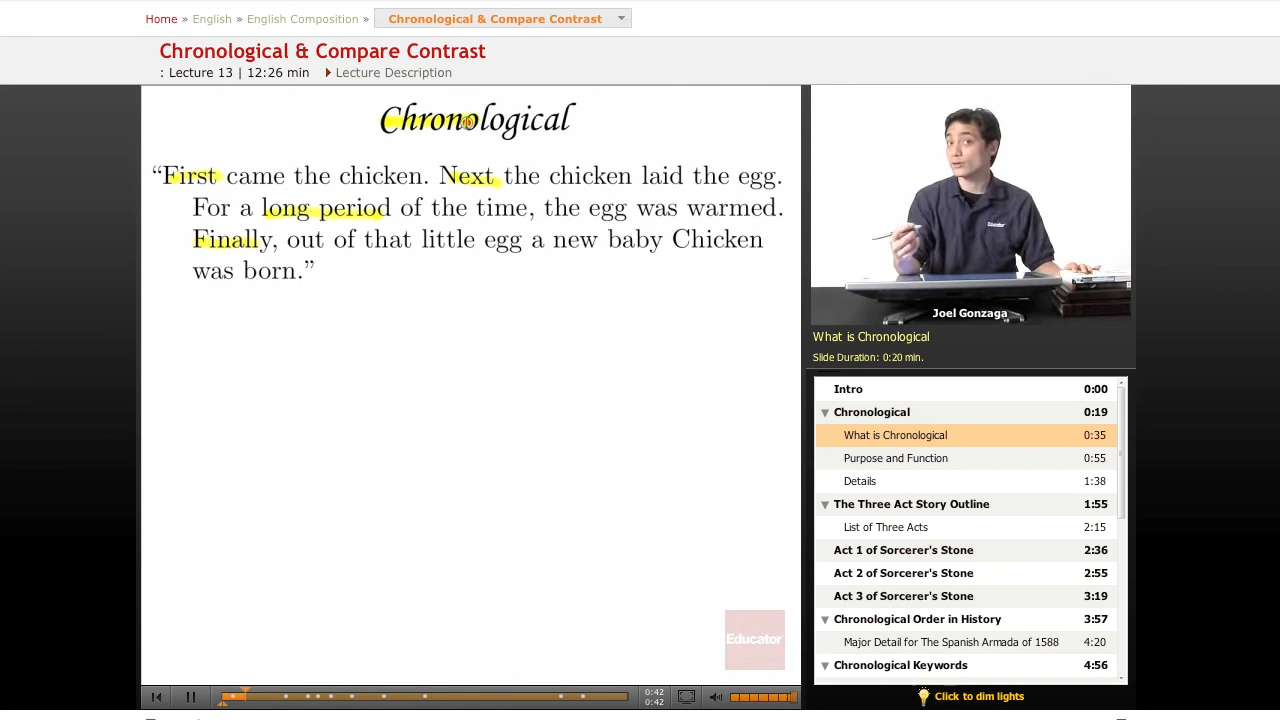 Home » English » English Composition » Chronological & Compare Contrast
Chronological & Compare Contrast
: Lecture 13 | 12:26 min Lecture Description
Chronological
“First came the chicken. Next the chicken laid the egg.
For a long period of the time, the egg was warmed.
Finally, out of that little egg a new baby Chicken
was born.”
Educator
Educator
Joel Gonzaga
What is Chronological
Slide Duration: 0:20 min.
Intro 0:00
Chronological 0:19
What is Chronological 0:35
Purpose and Function 0:55
Details 1:38
The Three Act Story Outline 1:55
List of Three Acts 2:15
Act 1 of Sorcerer's Stone 2:36
Act 2 of Sorcerer's Stone 2:55
Act 3 of Sorcerer's Stone 3:19
Chronological Order in History 3:57
Major Detail for The Spanish Armada of 1588 4:20
Chronological Keywords 4:56
0:42
0:42
Click to dim lights